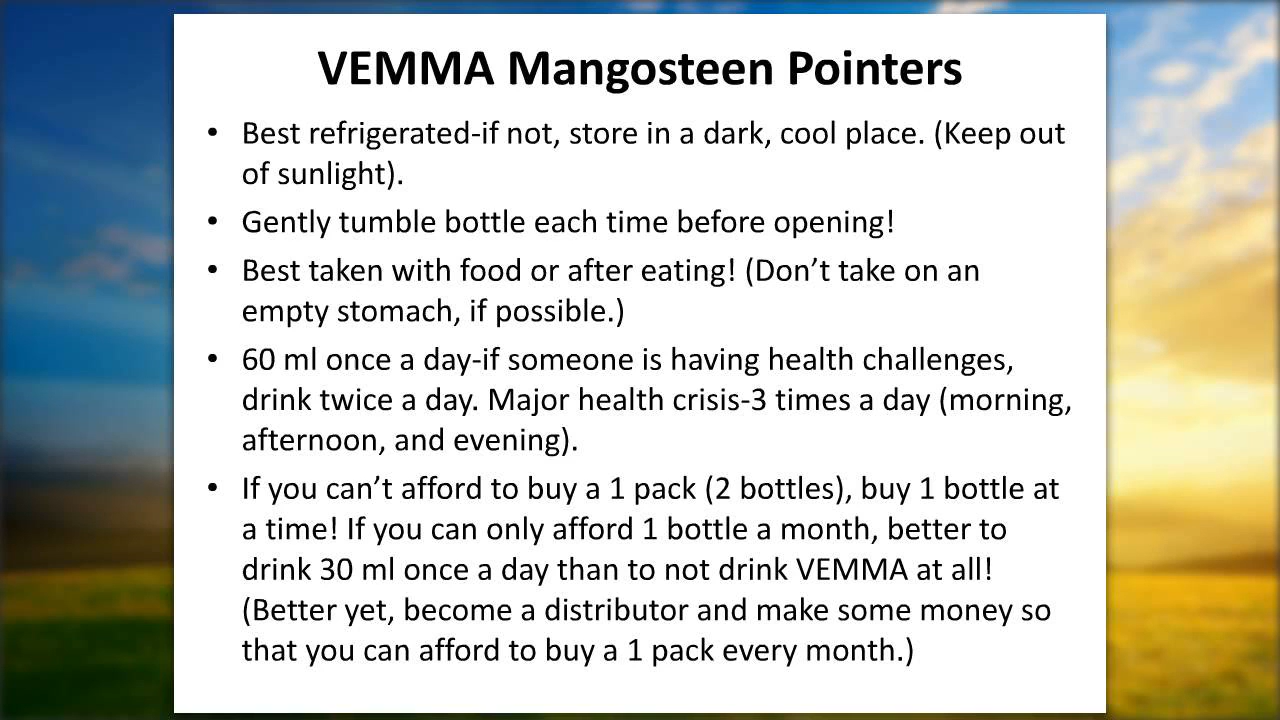 VEMMA Mangosteen Pointers
• Best refrigerated-if not, store in a dark, cool place. (Keep out
of sunlight).
• Gently tumble bottle each time before opening!
• Best taken with food or after eating! (Don’t take on an
empty stomach, if possible.)
• 60 ml once a day-if someone is having health challenges,
drink twice a day. Major health crisis-3 times a day (morning,
afternoon, and evening).
• If you can’t afford to buy a 1 pack (2 bottles), buy 1 bottle at
a time! If you can only afford 1 bottle a month, better to
drink 30 ml once a day than to not drink VEMMA at all!
(Better yet, become a distributor and make some money so
that you can afford to buy a 1 pack every month.)